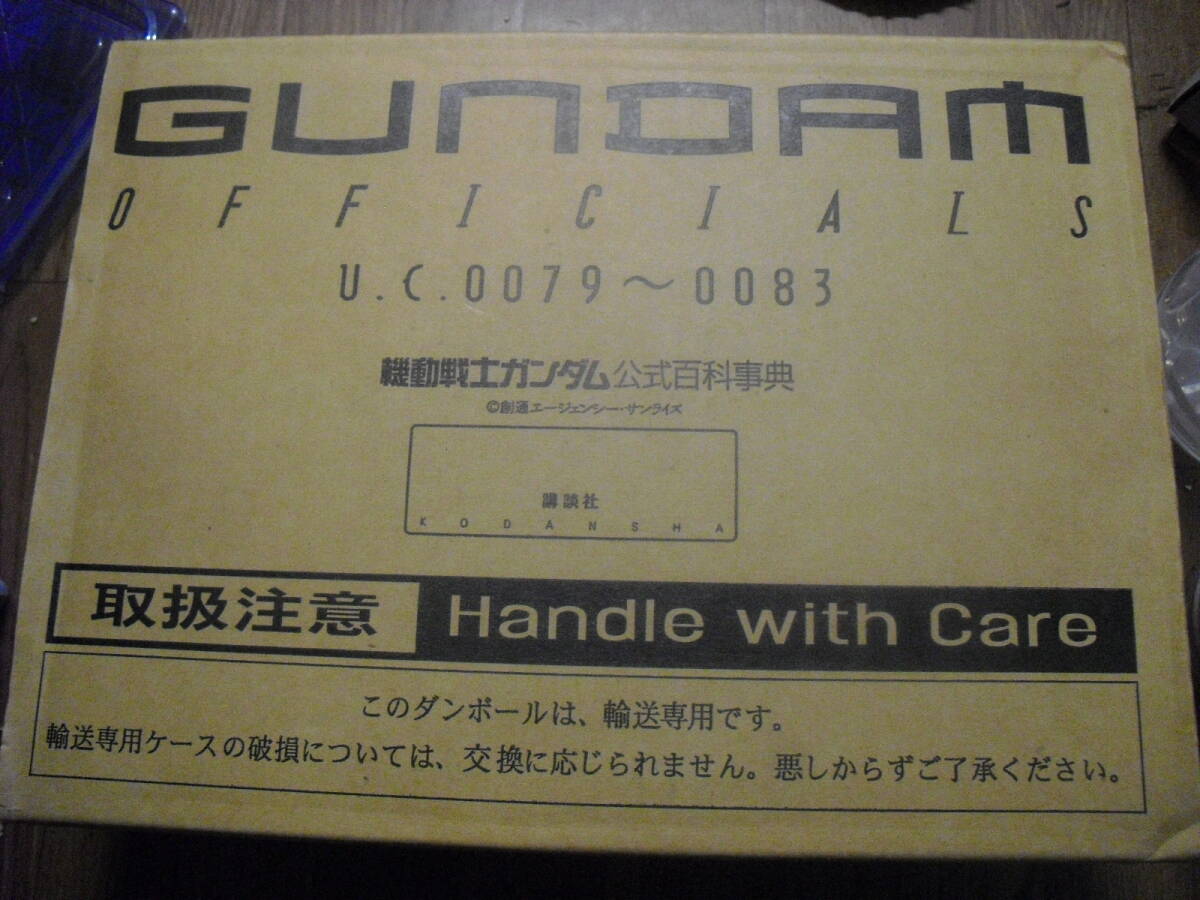 GUNDAM
OFFICIALS
U.C.0079～0083
機動戦士ガンダム公式百科事典
©創通エージェンシー・サンライズ
講談社
KODANSHA
取扱注意 Handle with Care
このダンボールは、輸送専用です。
輸送専用ケースの破損については、交換に応じられません。悪しからずご了承ください。